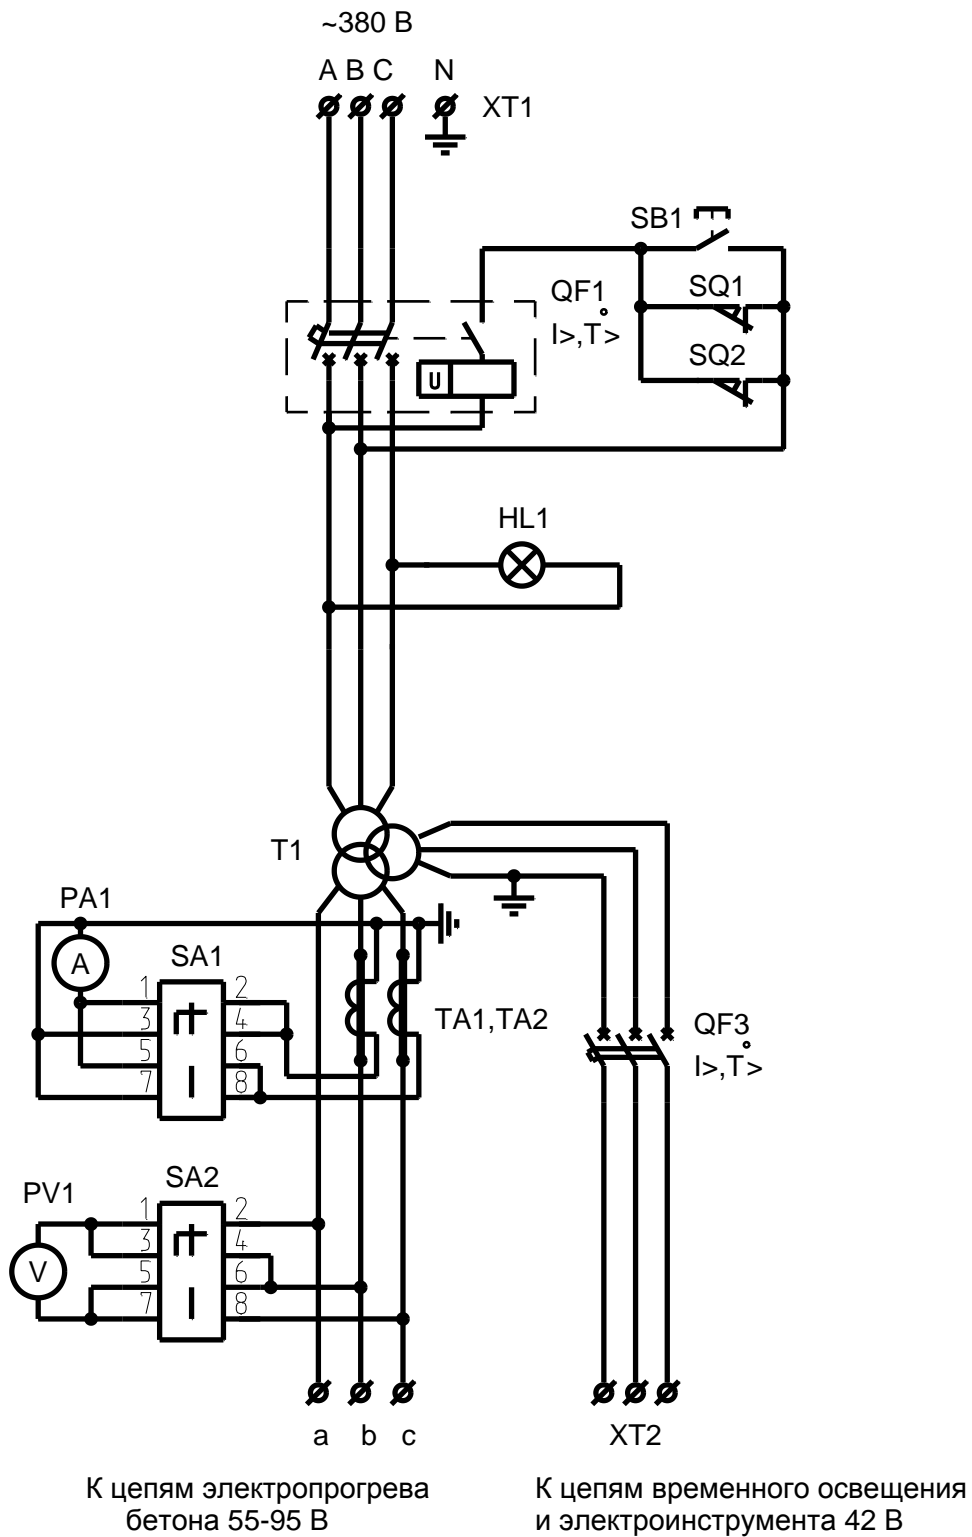 ~380 В
A B C N
XT1
SB1
QF1
I>,T°>
SQ1
SQ2
U
HL1
T1
PA1
A
SA1
1 2
3 4
5 6
7 8
TA1,TA2
QF3
I>,T°>
SA2
PV1
1 2
3 4
V
5 6
7 8
a b c
XT2
К цепям электропрогрева
бетона 55-95 В
К цепям временного освещения
и электроинструмента 42 В